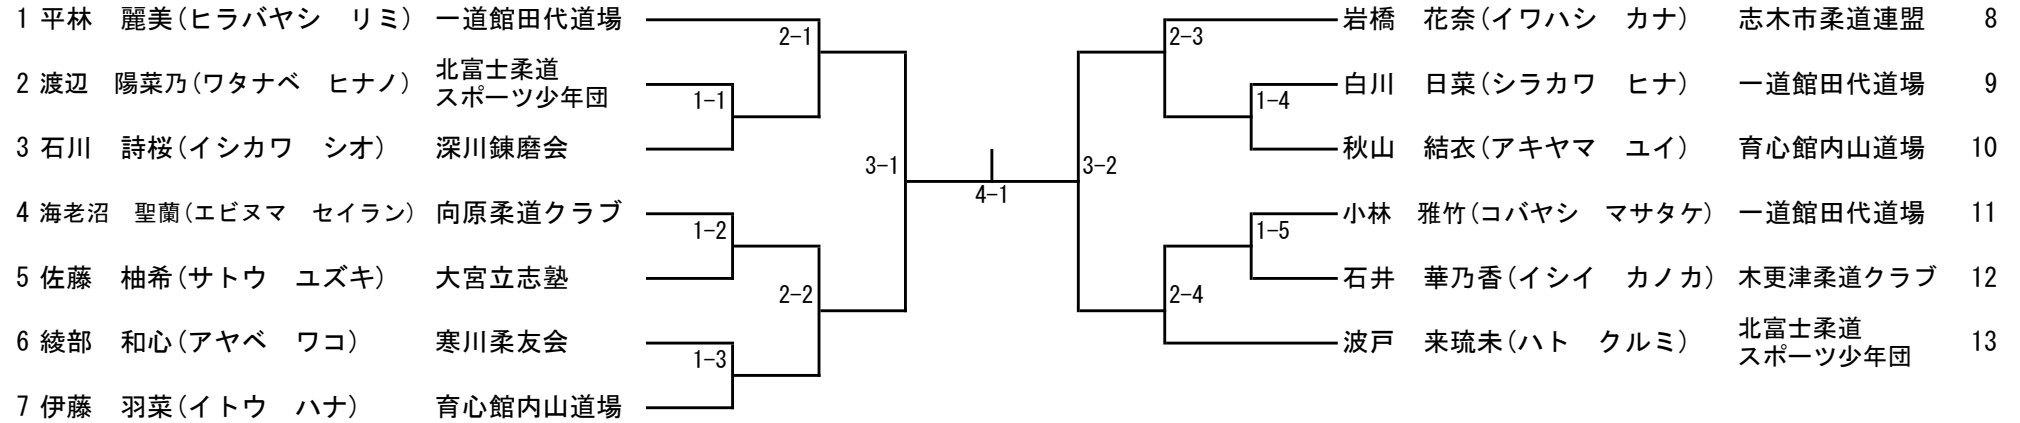 1 平林　麗美(ヒラバヤシ　リミ)　一道館田代道場
2-1
2 渡辺　陽菜乃(ワタナベ　ヒナノ)　北富士柔道
スポーツ少年団
1-1
3 石川　詩桜(イシカワ　シオ)　深川錬磨会
3-1
4 海老沼　聖蘭(エビヌマ　セイラン)　向原柔道クラブ
1-2
5 佐藤　柚希(サトウ　ユズキ)　大宮立志塾
2-2
6 綾部　和心(アヤベ　ワコ)　寒川柔友会
1-3
7 伊藤　羽菜(イトウ　ハナ)　育心館内山道場
4-1
岩橋　花奈(イワハシ　カナ)　志木市柔道連盟　8
2-3
白川　日菜(シラカワ　ヒナ)　一道館田代道場　9
1-4
秋山　結衣(アキヤマ　ユイ)　育心館内山道場　10
3-2
小林　雅竹(コバヤシ　マサタケ)　一道館田代道場　11
1-5
石井　華乃香(イシイ　カノカ)　木更津柔道クラブ　12
2-4
波戸　来琉未(ハト　クルミ)　北富士柔道
スポーツ少年団　13